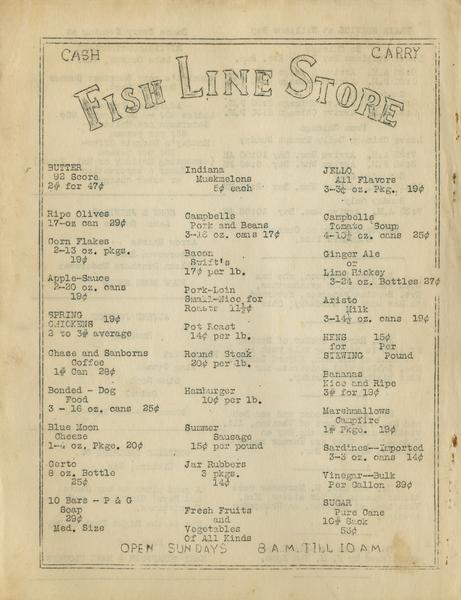 CASH
CARRY
FISH LINE STORE
BUTTER
92 Score
2# for 47¢
Ripe Olives
17-oz can 29¢
Corn Flakes
2-13 oz. pkgs.
19¢
Apple-Sauce
2-20 oz. cans
19¢
SPRING 19¢
CHICKENS
2 to 3# average
Chase and Sanborns
Coffee
1# Can 28¢
Bonded - Dog
Food
3 - 16 oz. cans 25¢
Blue Moon
Cheese
1-4 oz. Pkge. 20¢
Certo
8 oz. Bottle
25¢
10 Bars - P & G
Soap
29¢
Med. Size
Indiana
Muskmelons
5¢ each
Campbells
Pork and Beans
3-16 oz. cans 17¢
Bacon
Swift's
17¢ per lb.
Pork-Loin
Small-Nice for
Roasts 11½¢
Pot Roast
14¢ per lb.
Round Steak
20¢ per lb.
Hamburger
10¢ per lb.
Summer
Sausage
15¢ per pound
Jar Rubbers
3 pkgs.
14¢
Fresh Fruits
and
Vegetables
Of All Kinds
JELLO
All Flavors
3-3¼ oz. Pkg. 19¢
Campbells
Tomato Soup
4-10½ oz. cans 25¢
Ginger Ale
or
Lime Rickey
3-24 oz. Bottles 27¢
Aristo
Milk
3-14½ oz. cans 19¢
HENS 15¢
for Per
STEWING Pound
Bananas
Nice and Ripe
3# for 19¢
Marshmallows
Campfire
1# Pkge. 19¢
Sardines--Imported
3-3 oz. cans 14¢
Vinegar--Bulk
Per Gallon 29¢
SUGAR
Pure Cane
10# Sack
53¢
OPEN SUNDAYS 8 A.M. TILL 10 A.M.